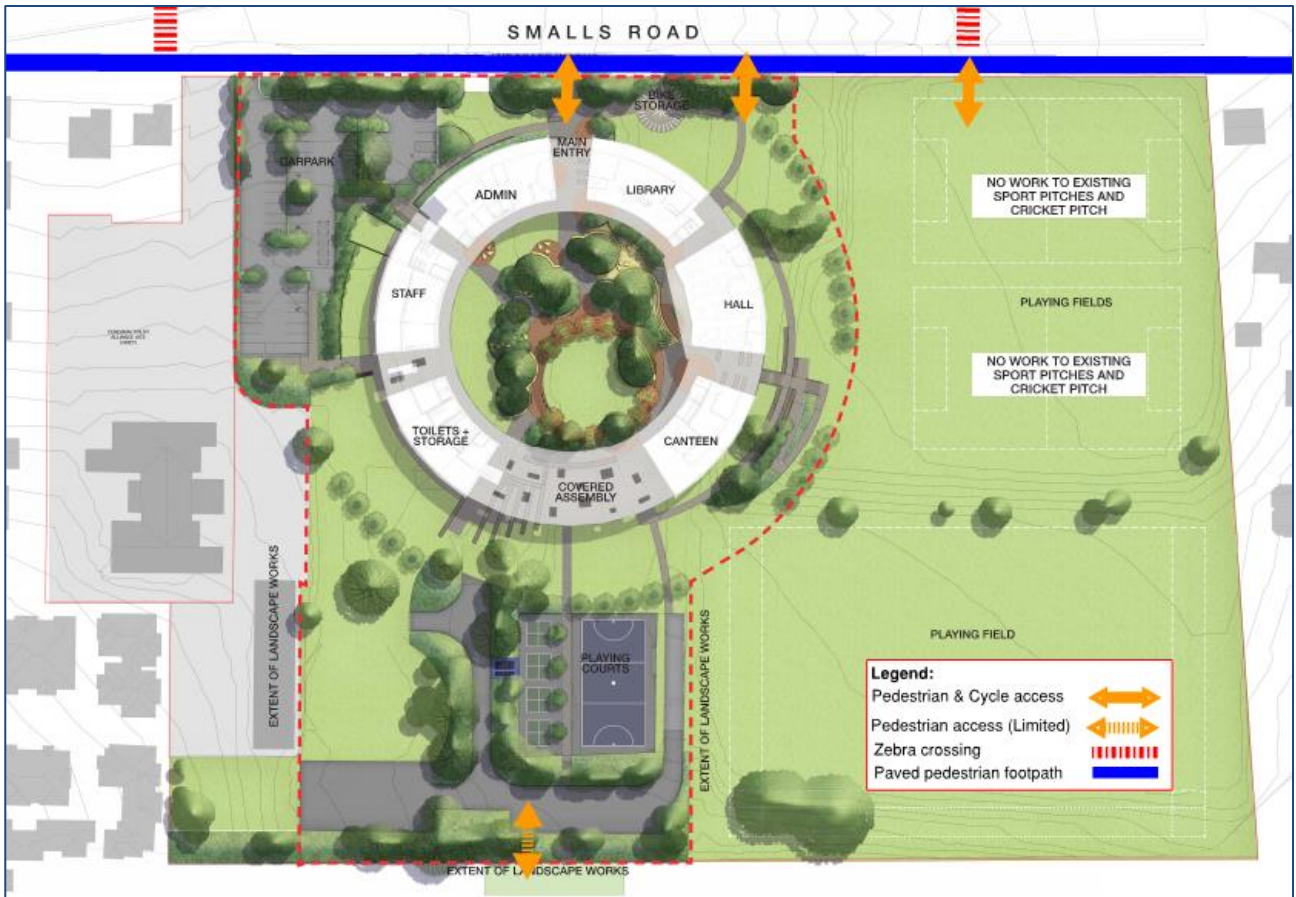 SMALLS ROAD
BIKE
STORAGE
MAIN
ENTRY
CARPARK
ADMIN
LIBRARY
NO WORK TO EXISTING
SPORT PITCHES AND
CRICKET PITCH
STAFF
HALL
PLAYING FIELDS
NO WORK TO EXISTING
SPORT PITCHES AND
CRICKET PITCH
TOILETS +
STORAGE
CANTEEN
COVERED
ASSEMBLY
EXTENT OF LANDSCAPE WORKS
PLAYING
COURTS
EXTENT OF LANDSCAPE WORKS
PLAYING FIELD
Legend:
Pedestrian & Cycle access
Pedestrian access (Limited)
Zebra crossing
Paved pedestrian footpath
EXTENT OF LANDSCAPE WORKS